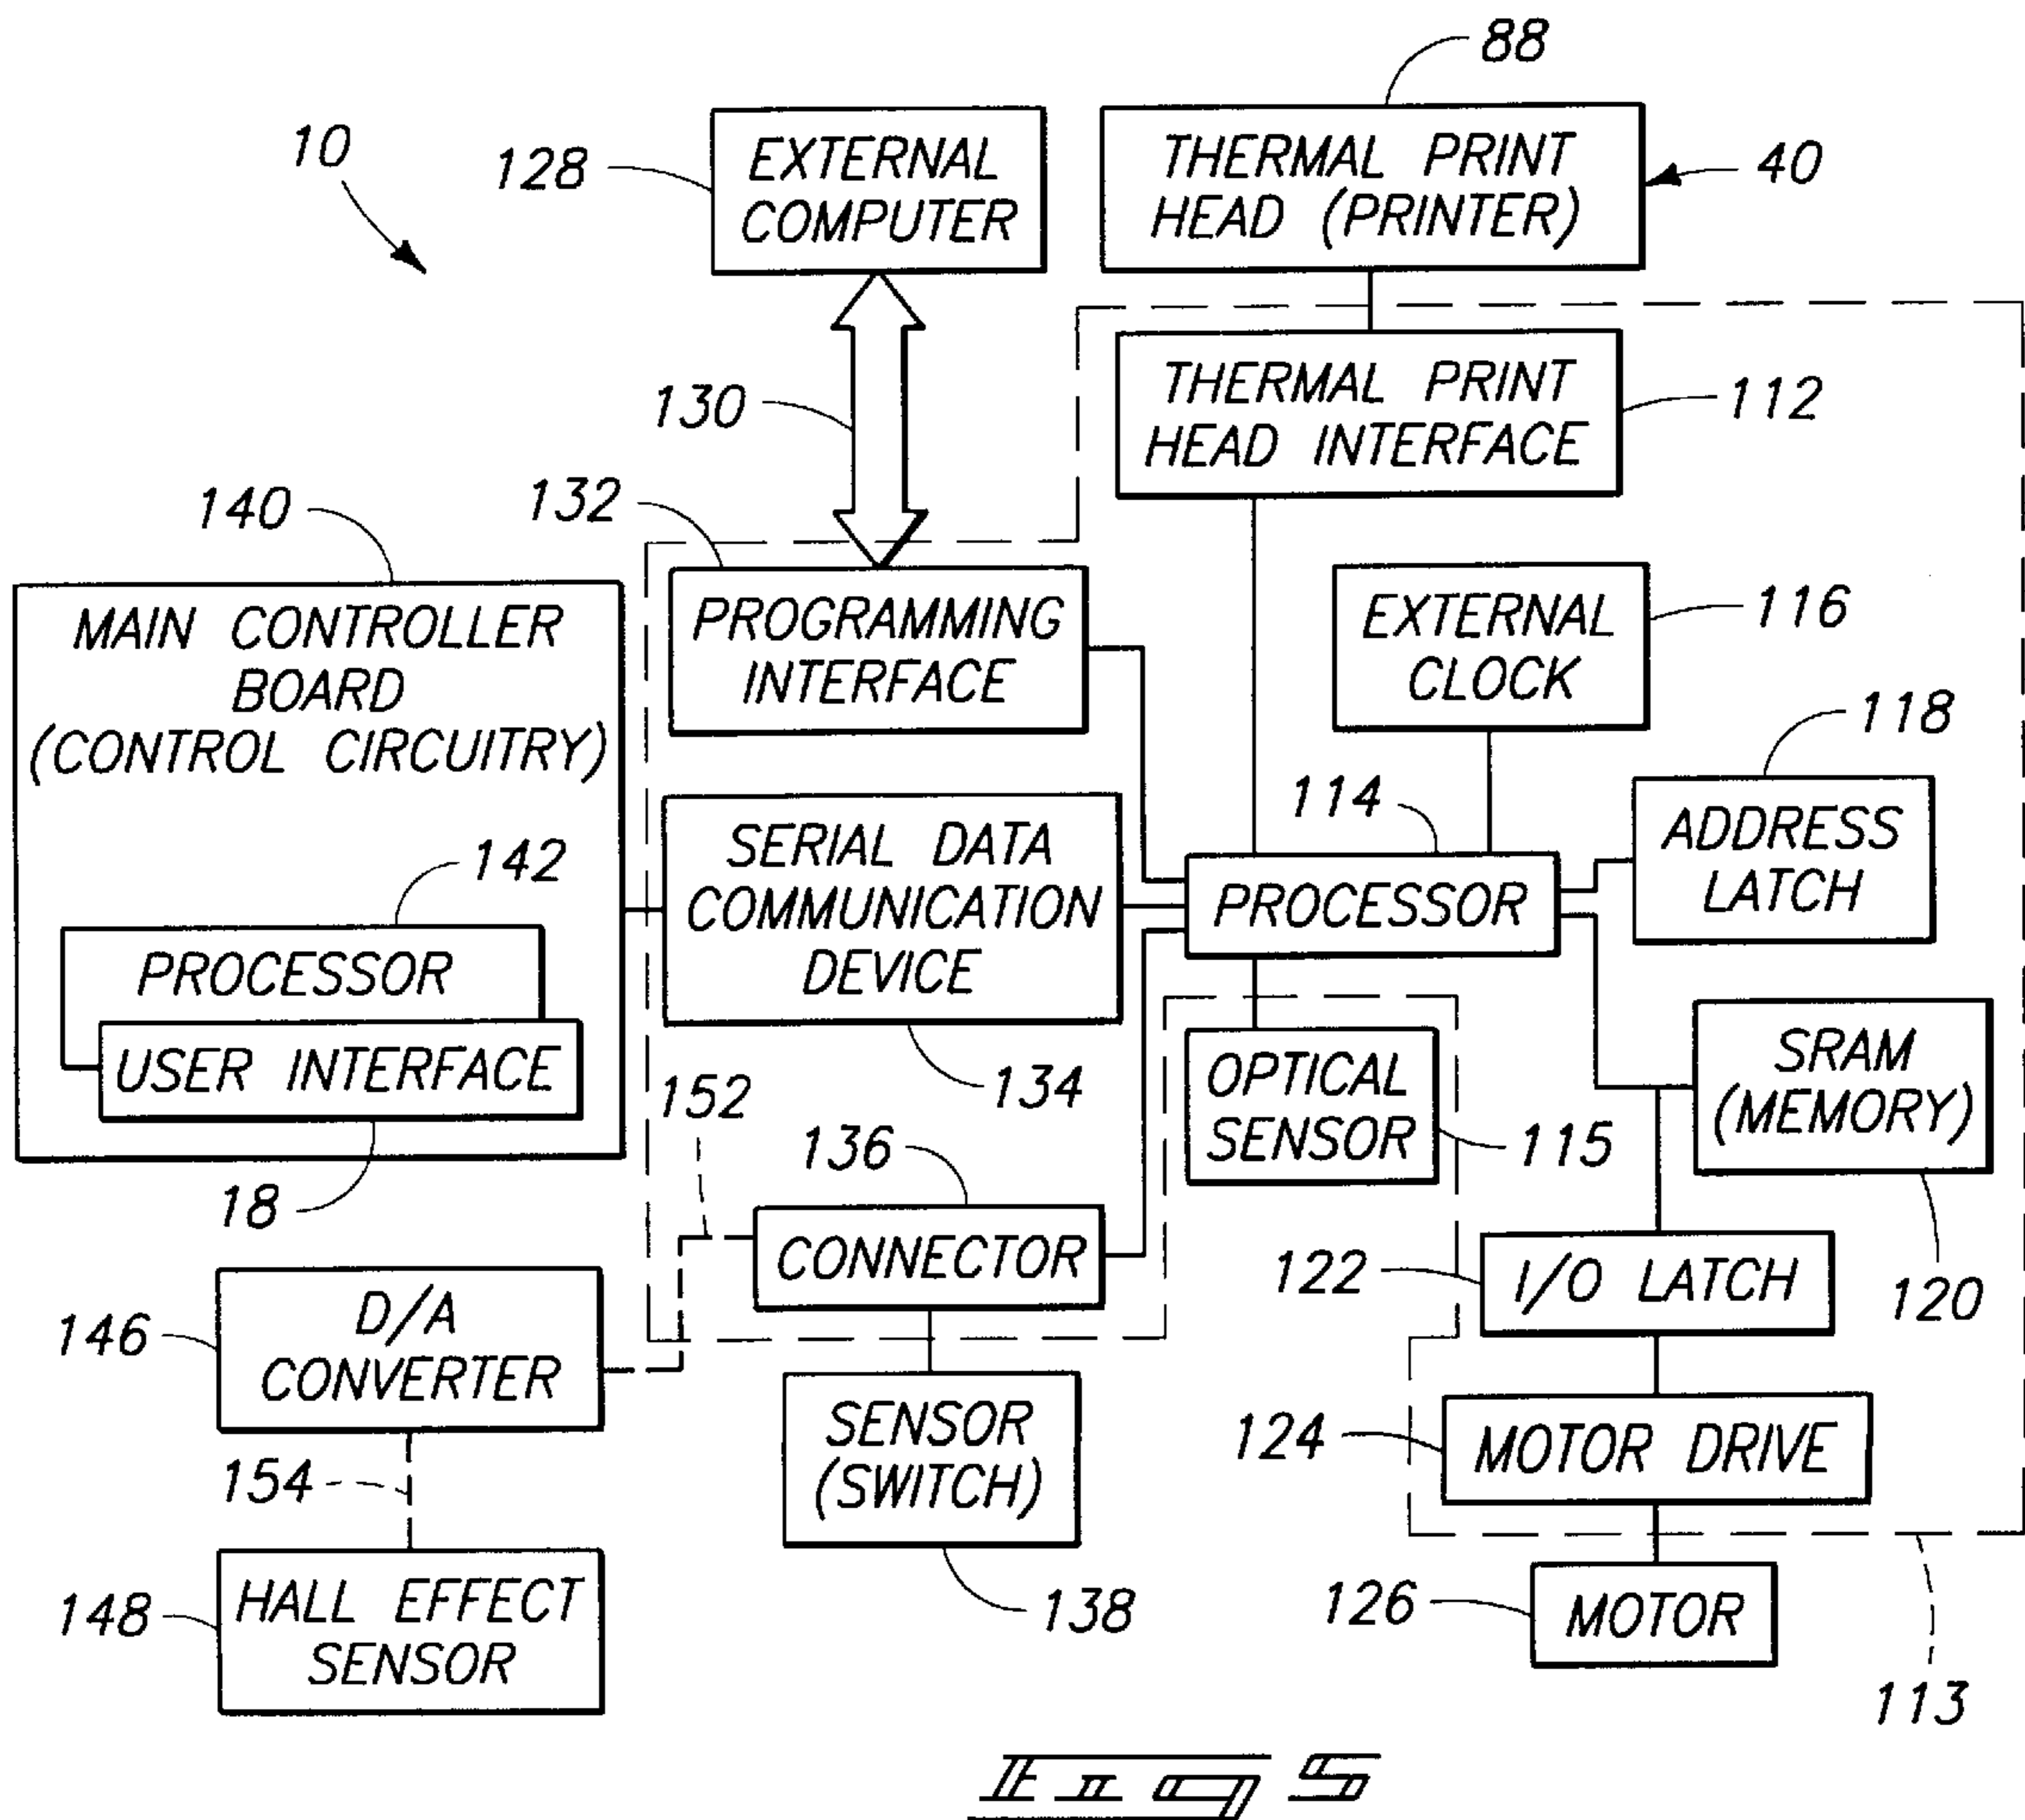 88
10
128
EXTERNAL
COMPUTER
THERMAL PRINT
HEAD (PRINTER)
40
130
THERMAL PRINT
HEAD INTERFACE
112
140
132
MAIN CONTROLLER
BOARD
(CONTROL CIRCUITRY)
PROGRAMMING
INTERFACE
EXTERNAL
CLOCK
116
118
114
ADDRESS
LATCH
142
SERIAL DATA
COMMUNICATION
DEVICE
PROCESSOR
PROCESSOR
USER INTERFACE
18
134
152
OPTICAL
SENSOR
115
SRAM
(MEMORY)
120
136
CONNECTOR
122
I/O LATCH
146
D/A
CONVERTER
SENSOR
(SWITCH)
138
124
MOTOR DRIVE
154
148
HALL EFFECT
SENSOR
126
MOTOR
113
Fig 5